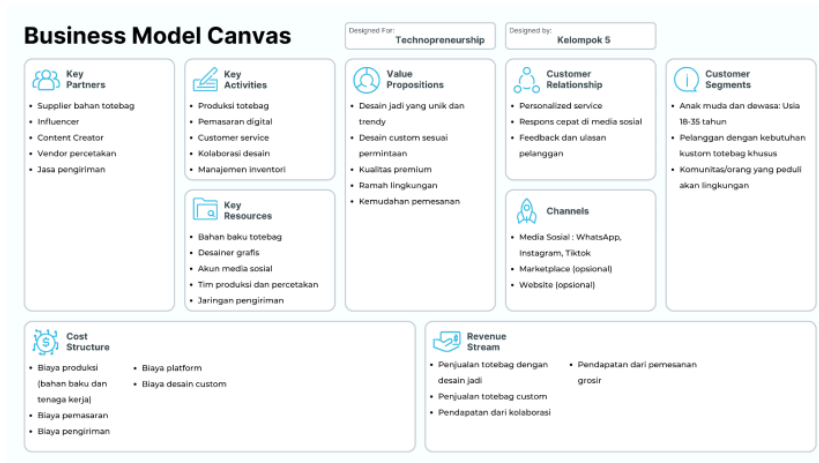 Business Model Canvas
Designed For:
Technopreneurship
Designed by:
Kelompok 5
Key
Partners
• Supplier bahan totebag
• Influencer
• Content Creator
• Vendor percetakan
• Jasa pengiriman
Key
Activities
• Produksi totebag
• Pemasaran digital
• Customer service
• Kolaborasi desain
• Manajemen inventori
Key
Resources
• Bahan baku totebag
• Desainer grafis
• Akun media sosial
• Tim produksi dan percetakan
• Jaringan pengiriman
Value
Propositions
• Desain jadi yang unik dan
trendy
• Desain custom sesuai
permintaan
• Kualitas premium
• Ramah lingkungan
• Kemudahan pemesanan
Customer
Relationship
• Personalized service
• Respons cepat di media sosial
• Feedback dan ulasan
pelanggan
Channels
• Media Sosial : WhatsApp,
Instagram, Tiktok
• Marketplace (opsional)
• Website (opsional)
Customer
Segments
• Anak muda dan dewasa: Usia
18-35 tahun
• Pelanggan dengan kebutuhan
kustom totebag khusus
• Komunitas/orang yang peduli
akan lingkungan
Cost
Structure
• Biaya produksi
(bahan baku dan
tenaga kerja)
• Biaya pemasaran
• Biaya pengiriman
• Biaya platform
• Biaya desain custom
Revenue
Stream
• Penjualan totebag dengan
desain jadi
• Penjualan totebag custom
• Pendapatan dari kolaborasi
• Pendapatan dari pemesanan
grosir